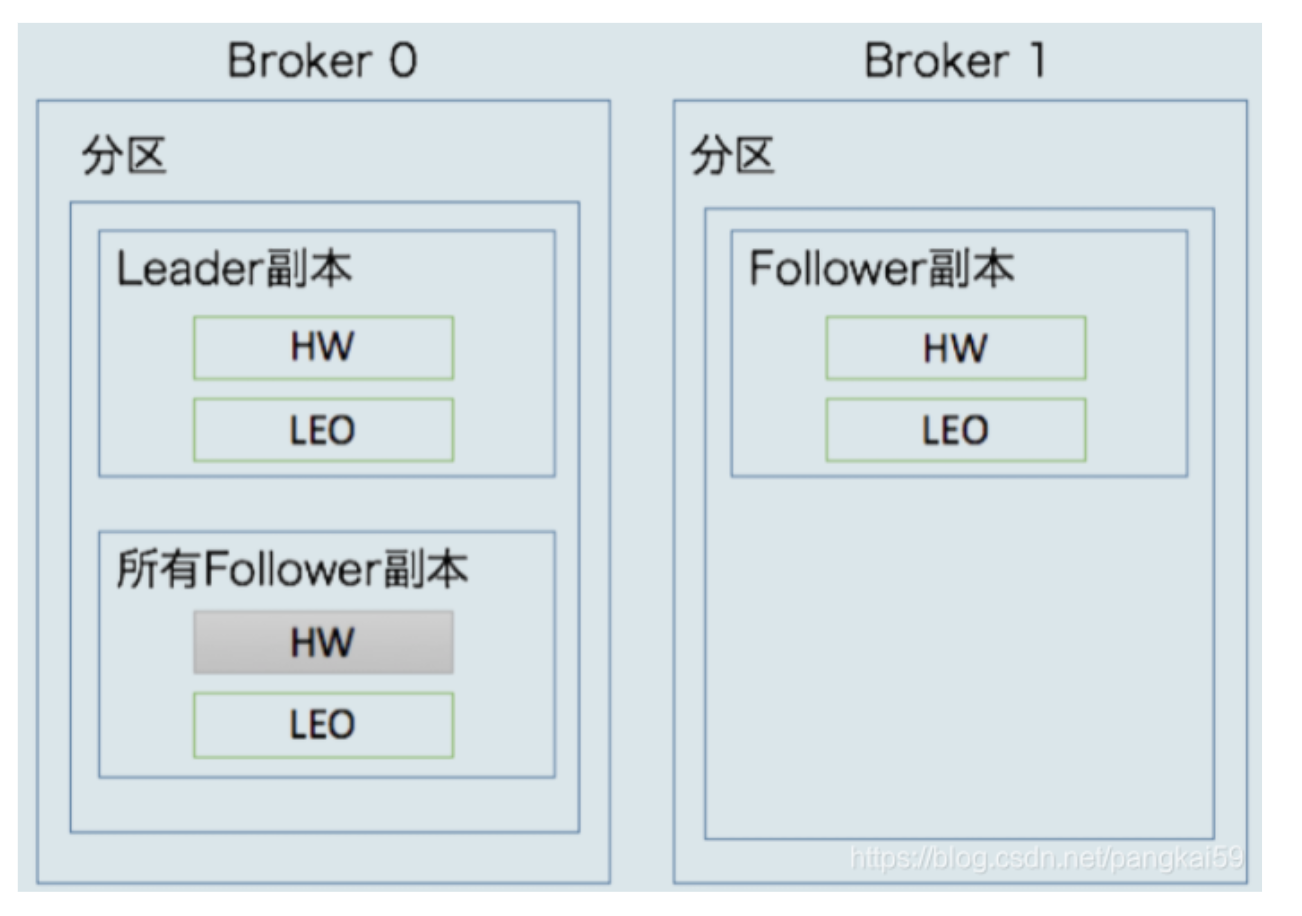 Broker 0
分区
Leader副本
HW
LEO
所有Follower副本
HW
LEO
Broker 1
分区
Follower副本
HW
LEO
https://blog.csdn.net/pangkai59